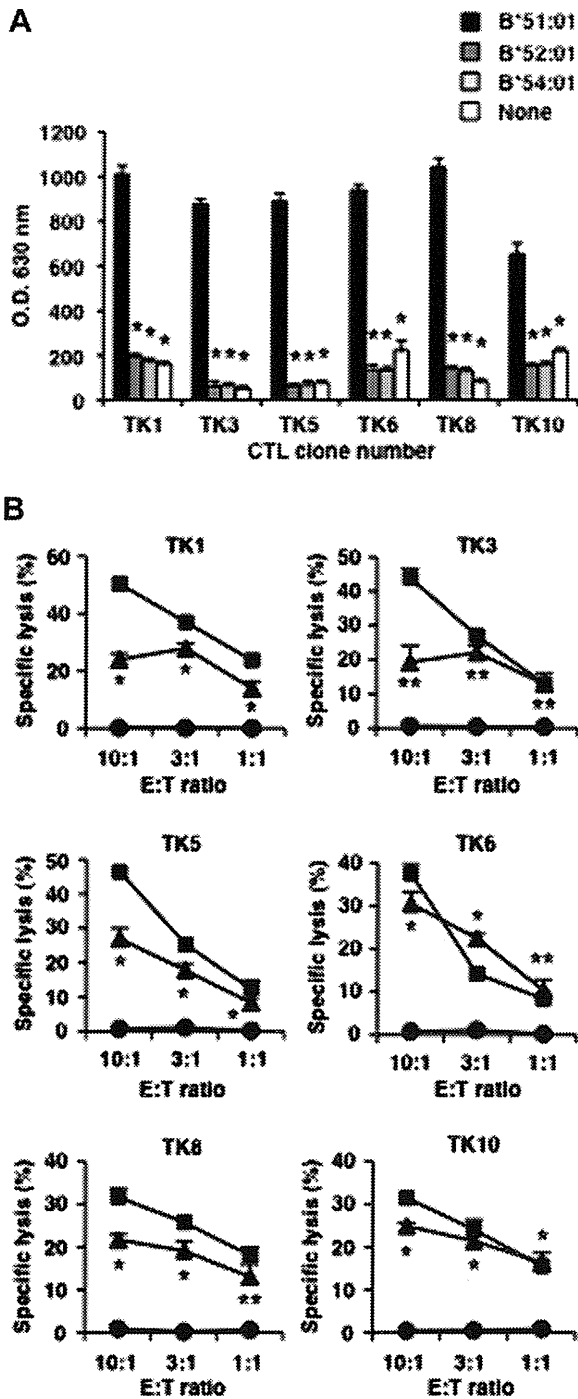 A
B*51:01
B*52:01
B*54:01
None
1200
1000
800
600
400
200
0
O.D. 630 nm
* * *
* * *
* * *
* * *
* * *
* * *
TK1 TK3 TK5 TK6 TK8 TK10
CTL clone number
B
TK1
60
40
20
0
Specific lysis (%)
* * *
10:1 3:1 1:1
E:T ratio
TK3
50
40
30
20
10
0
Specific lysis (%)
** ** **
10:1 3:1 1:1
E:T ratio
TK5
50
40
30
20
10
0
Specific lysis (%)
* * *
10:1 3:1 1:1
E:T ratio
TK6
40
30
20
10
0
Specific lysis (%)
* * **
10:1 3:1 1:1
E:T ratio
TK8
40
30
20
10
0
Specific lysis (%)
* * **
10:1 3:1 1:1
E:T ratio
TK10
40
30
20
10
0
Specific lysis (%)
* * *
10:1 3:1 1:1
E:T ratio